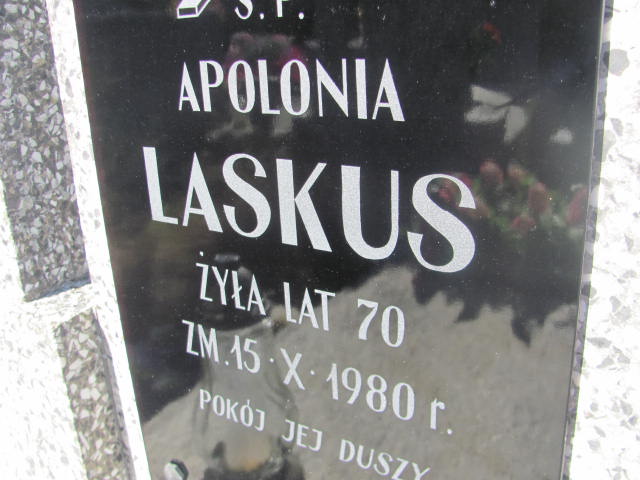 Ś.P.
APOLONIA
LASKUS
ŻYŁA LAT 70
ZM. 15·X·1980 r.
POKÓJ JEJ DUSZY